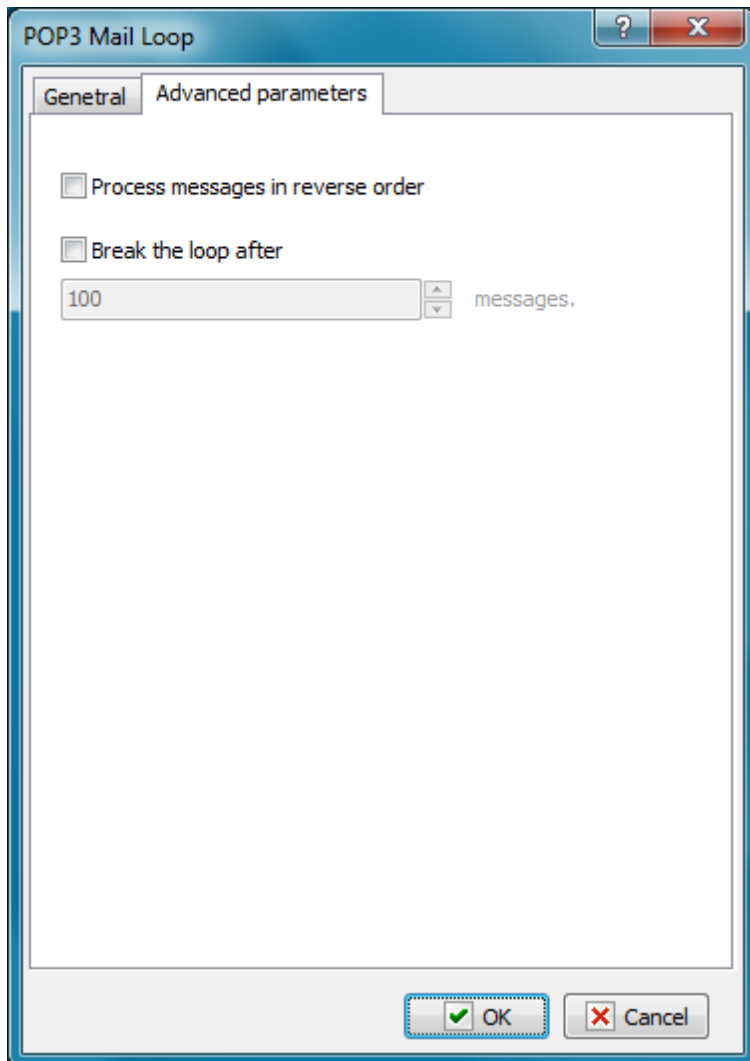 POP3 Mail Loop
Genetral Advanced parameters
Process messages in reverse order
Break the loop after
100 messages.
OK Cancel